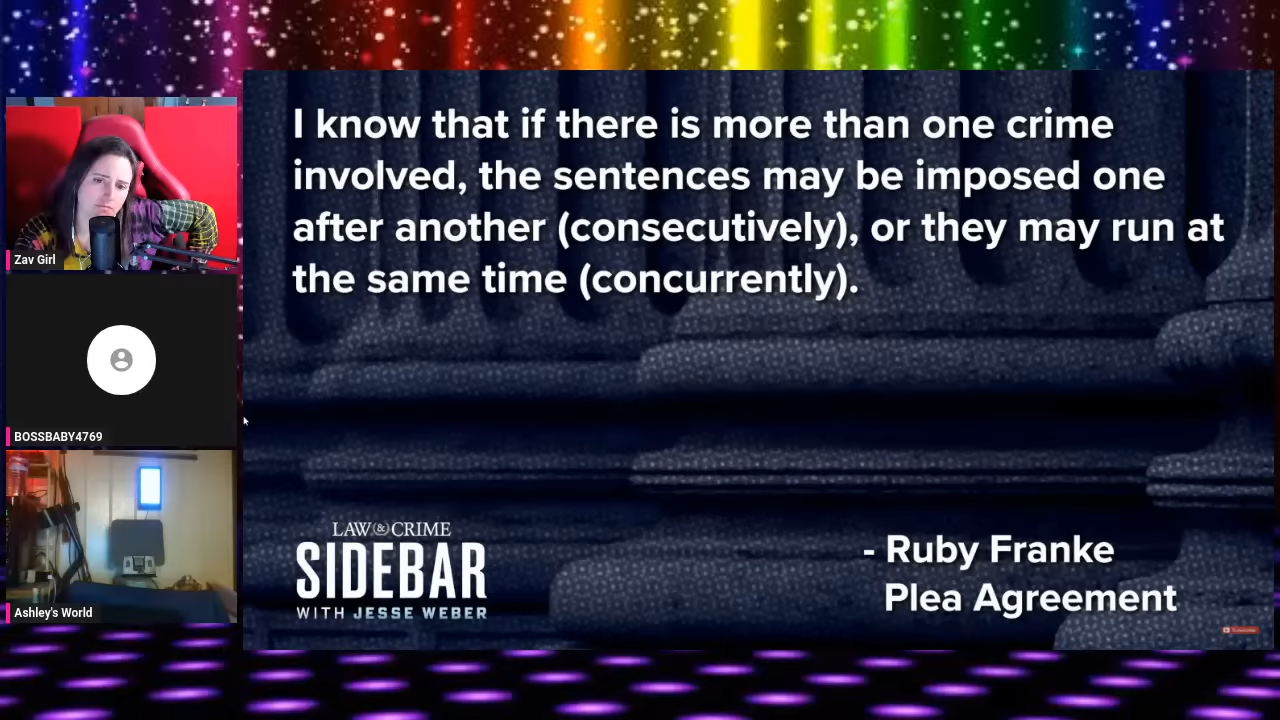 I know that if there is more than one crime
involved, the sentences may be imposed one
after another (consecutively), or they may run at
the same time (concurrently).
LAW & CRIME
SIDEBAR
WITH JESSE WEBER
- Ruby Franke
Plea Agreement
Zav Girl
BOSSBABY4769
Ashley's World